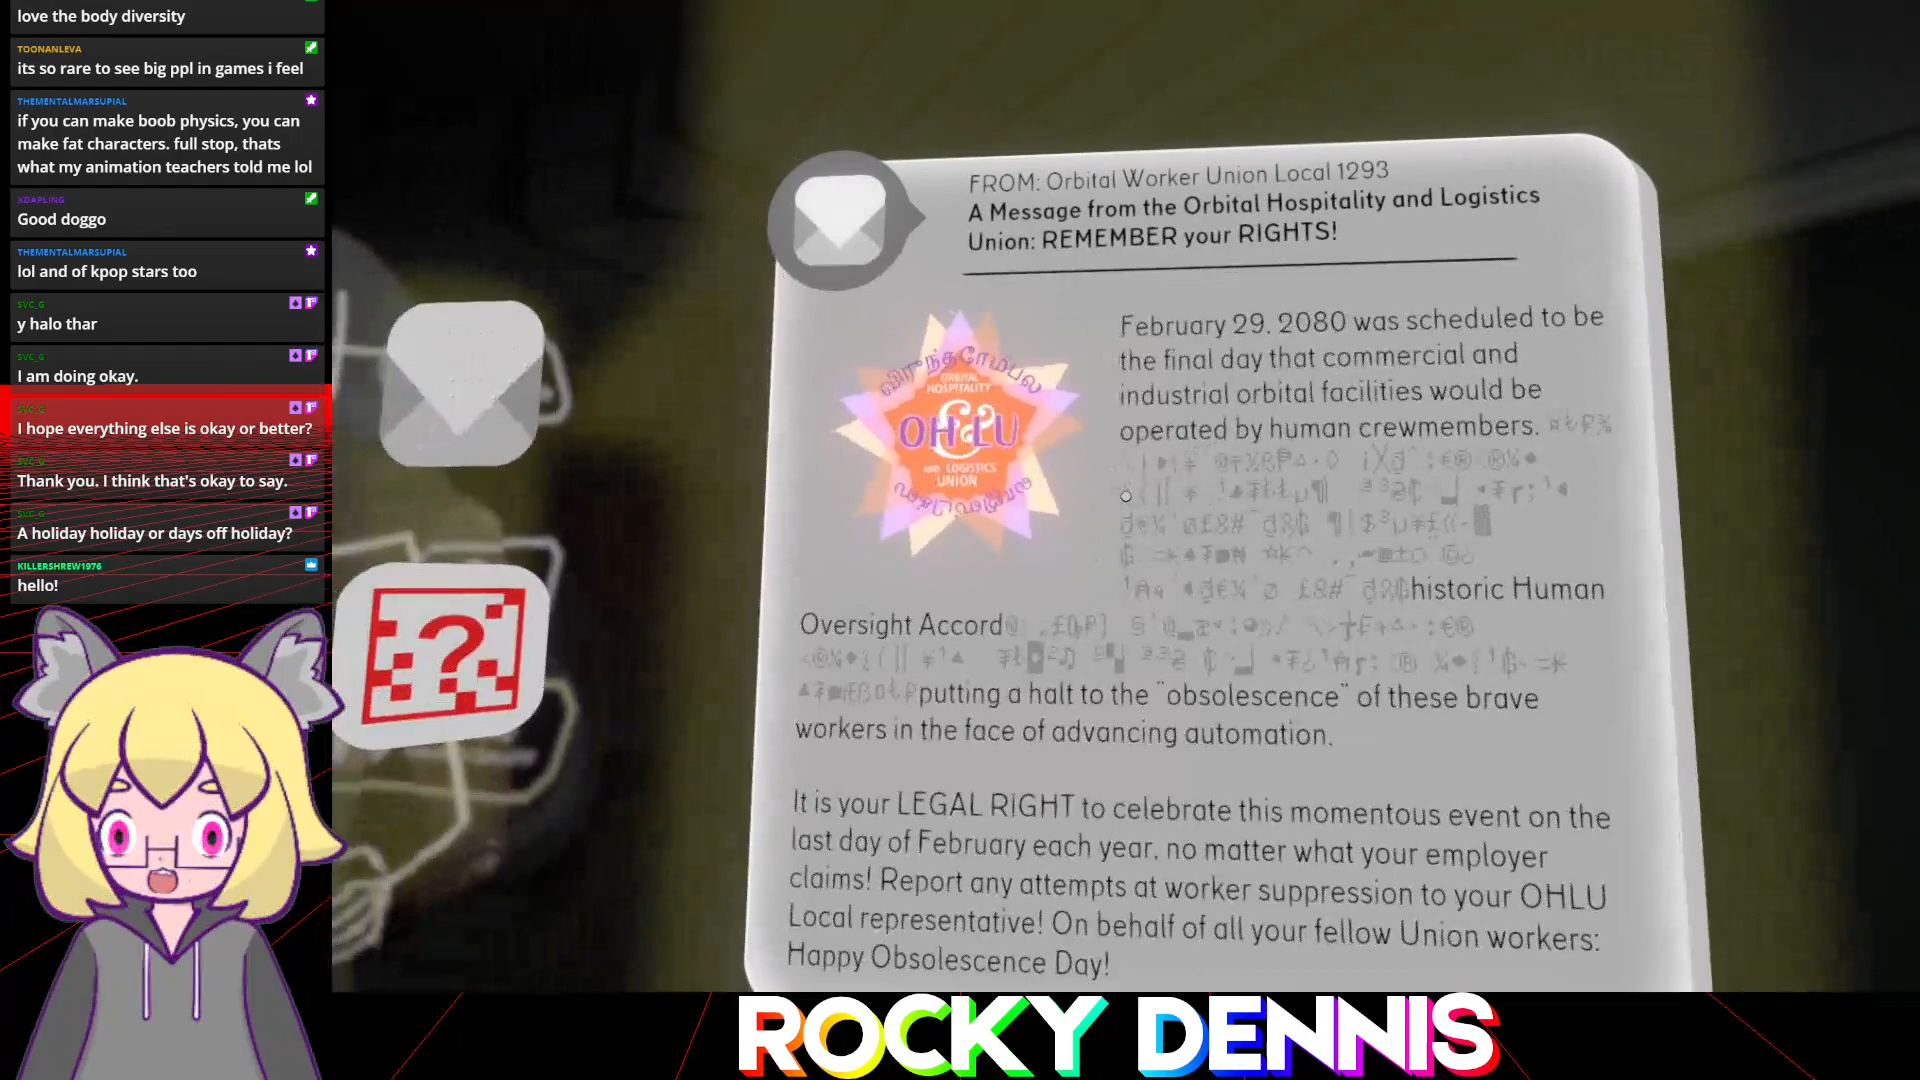 love the body diversity
TOONANLEVA
its so rare to see big ppl in games i feel
THEMENTALMARSUPIAL
if you can make boob physics, you can
make fat characters. full stop, thats
what my animation teachers told me lol
XDAPLING
Good doggo
THEMENTALMARSUPIAL
lol and of kpop stars too
SVC_G
y halo thar
SVC_G
I am doing okay.
SVC_G
I hope everything else is okay or better?
SVC_G
Thank you. I think that's okay to say.
SVC_G
A holiday holiday or days off holiday?
KILLERSHREW1976
hello!
?
FROM: Orbital Worker Union Local 1293
A Message from the Orbital Hospitality and Logistics
Union: REMEMBER your RIGHTS!
ORBITAL
HOSPITALITY
&
OH LU
AND LOGISTICS
UNION
February 29, 2080 was scheduled to be
the final day that commercial and
industrial orbital facilities would be
operated by human crewmembers.
historic Human
Oversight Accord
putting a halt to the "obsolescence" of these brave
workers in the face of advancing automation.
It is your LEGAL RIGHT to celebrate this momentous event on the
last day of February each year, no matter what your employer
claims! Report any attempts at worker suppression to your OHLU
Local representative! On behalf of all your fellow Union workers:
Happy Obsolescence Day!
ROCKY DENNIS